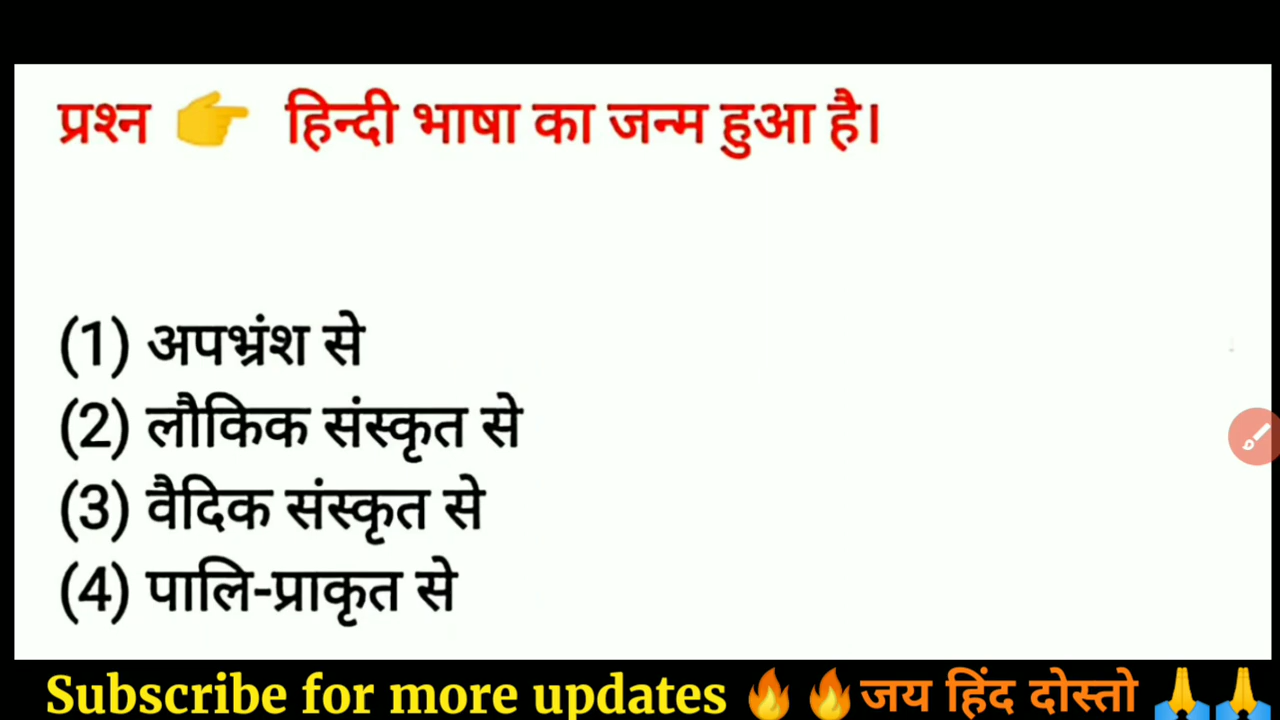 प्रश्न 👉 हिन्दी भाषा का जन्म हुआ है।
(1) अपभ्रंश से
(2) लौकिक संस्कृत से
(3) वैदिक संस्कृत से
(4) पालि-प्राकृत से
Subscribe for more updates 🔥🔥जय हिंद दोस्तो 🙏🙏